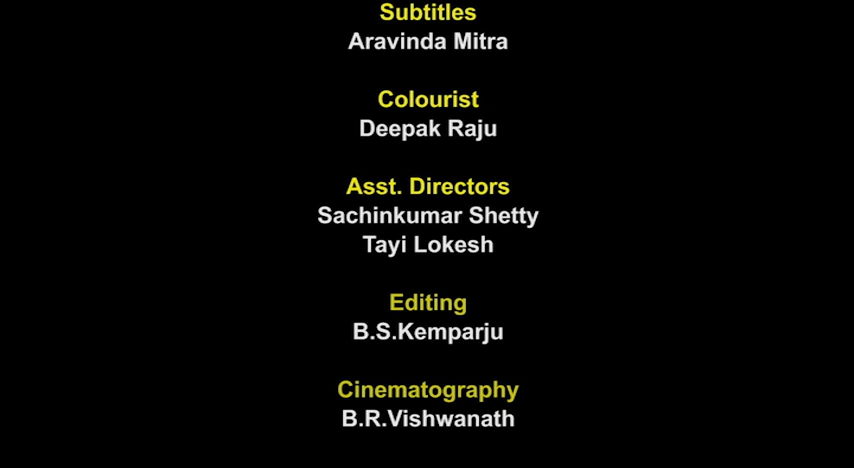 Subtitles
Aravinda Mitra
Colourist
Deepak Raju
Asst. Directors
Sachinkumar Shetty
Tayi Lokesh
Editing
B.S.Kemparju
Cinematography
B.R.Vishwanath